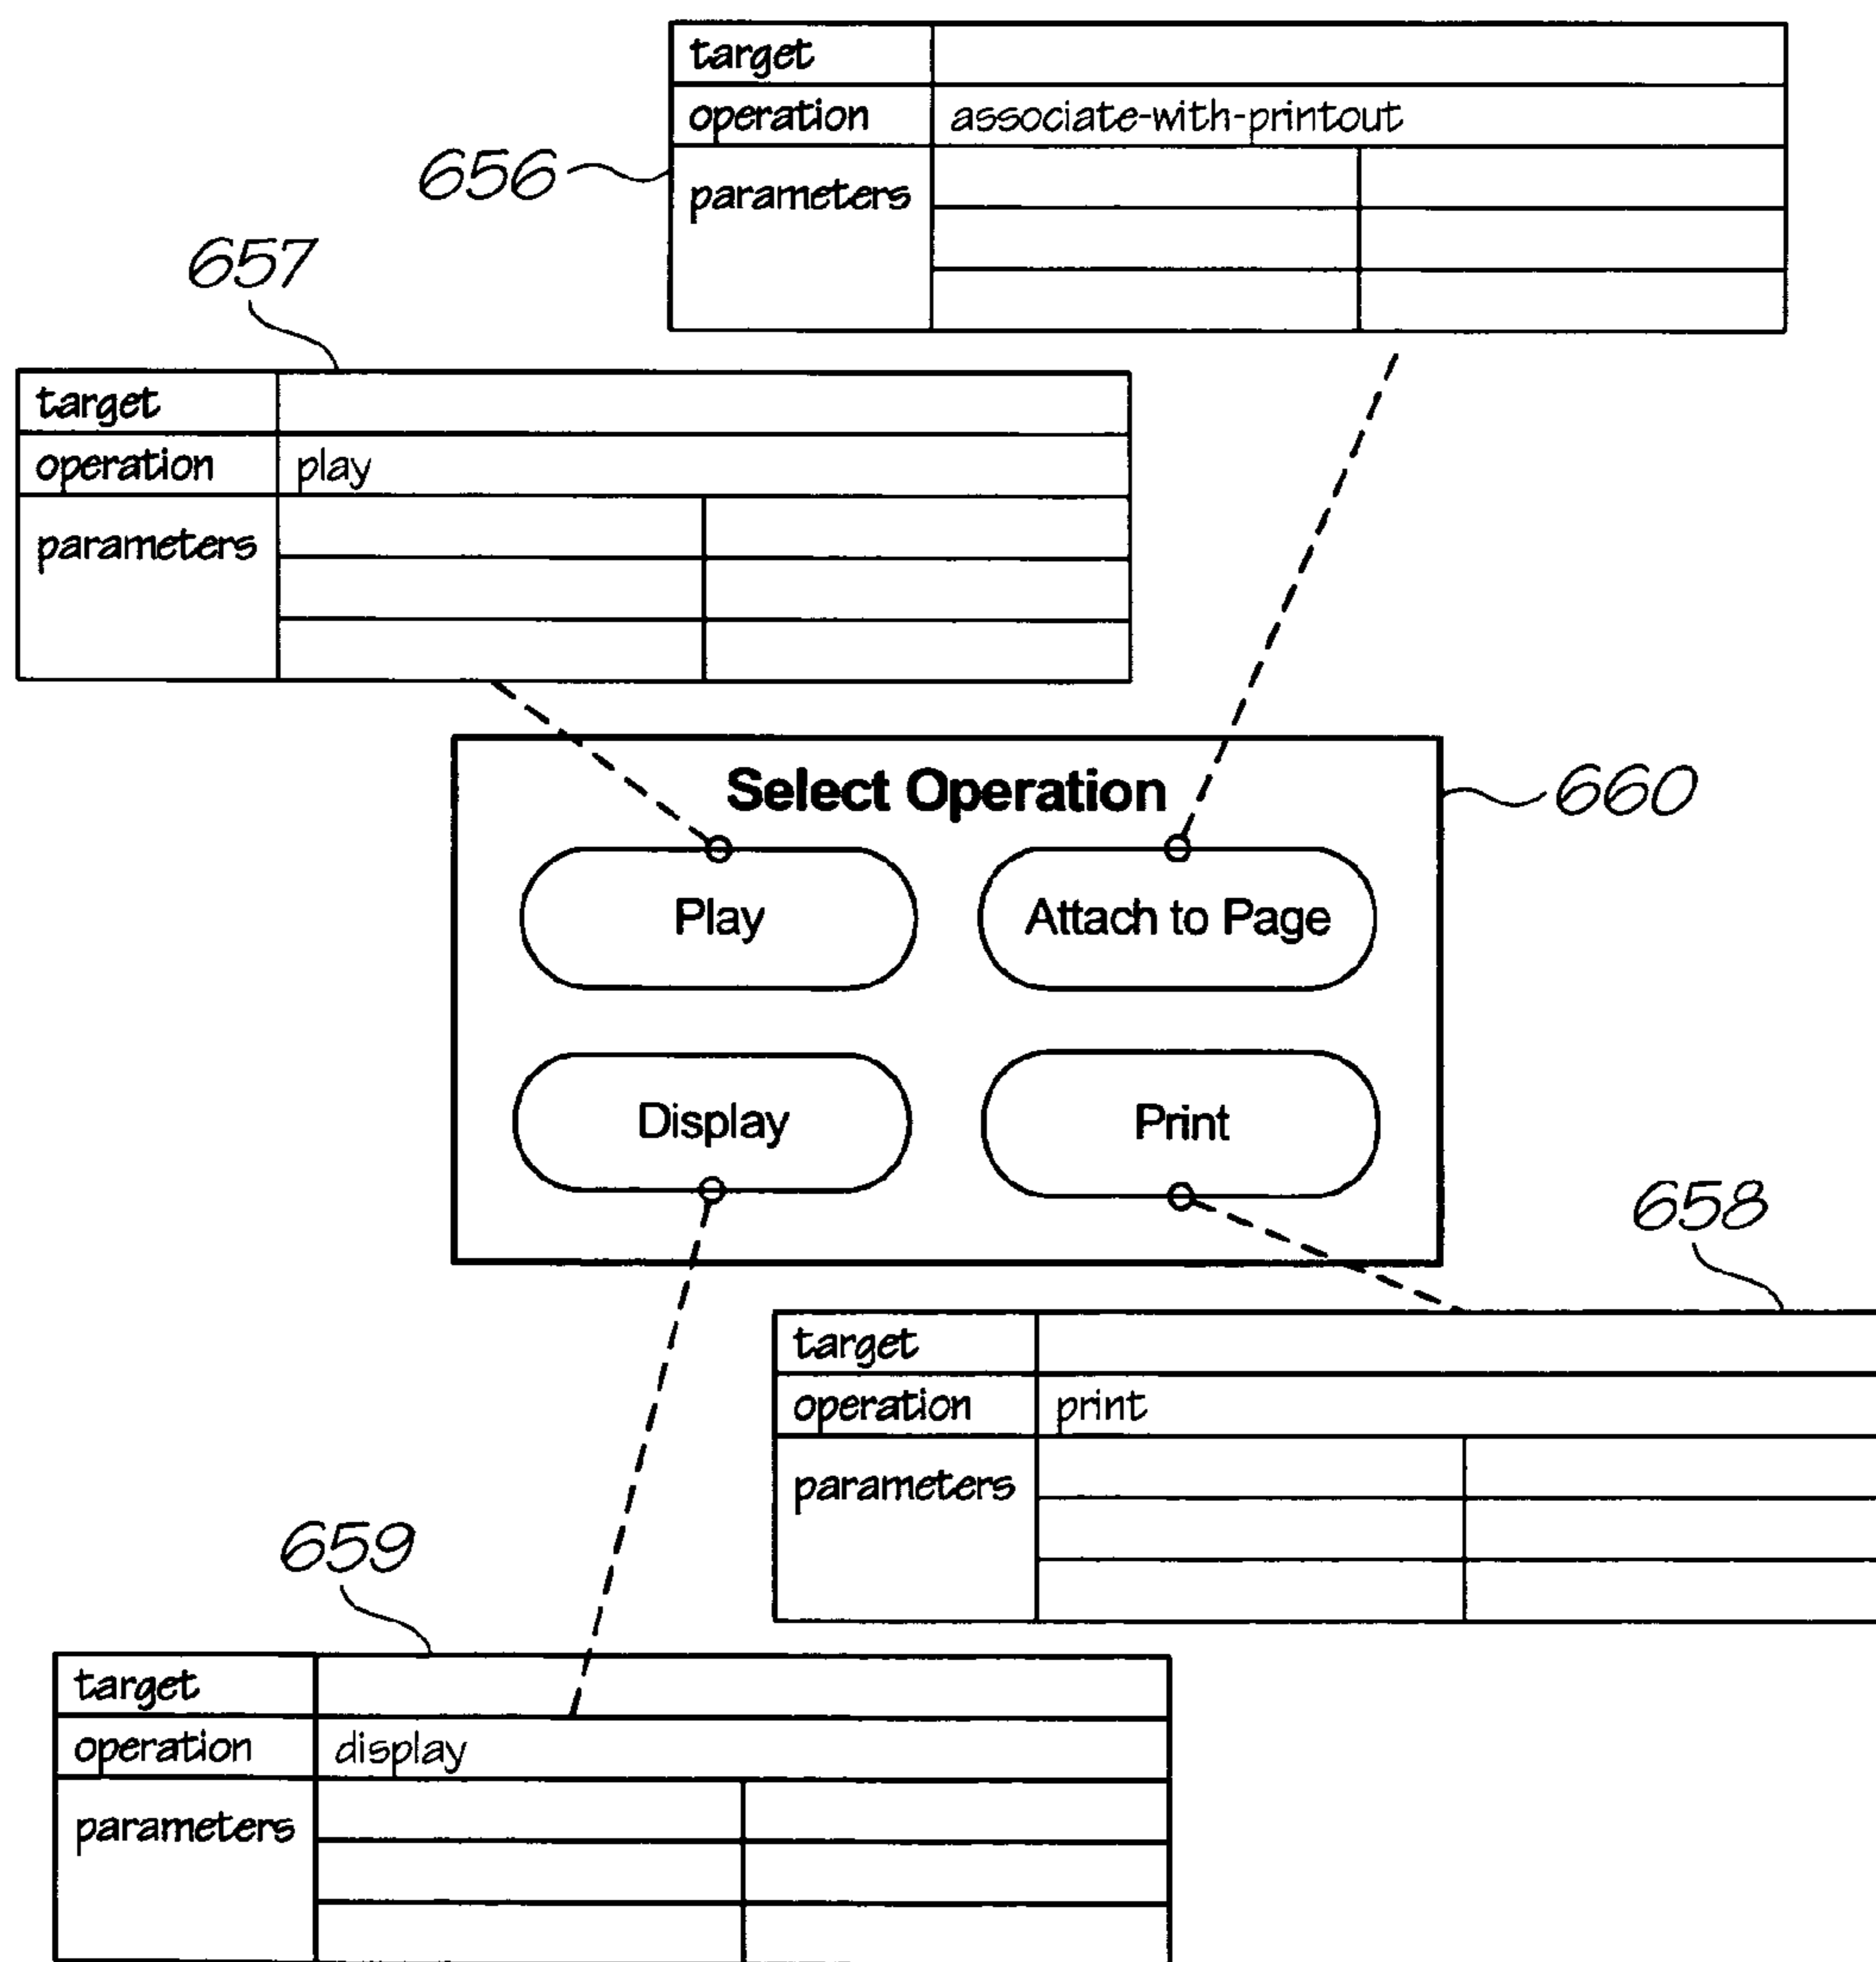 target
operation associate-with-printout
656
parameters
657
target
operation play
parameters
Select Operation
660
Play Attach to Page
Display Print
658
target
operation print
parameters
659
target
operation display
parameters